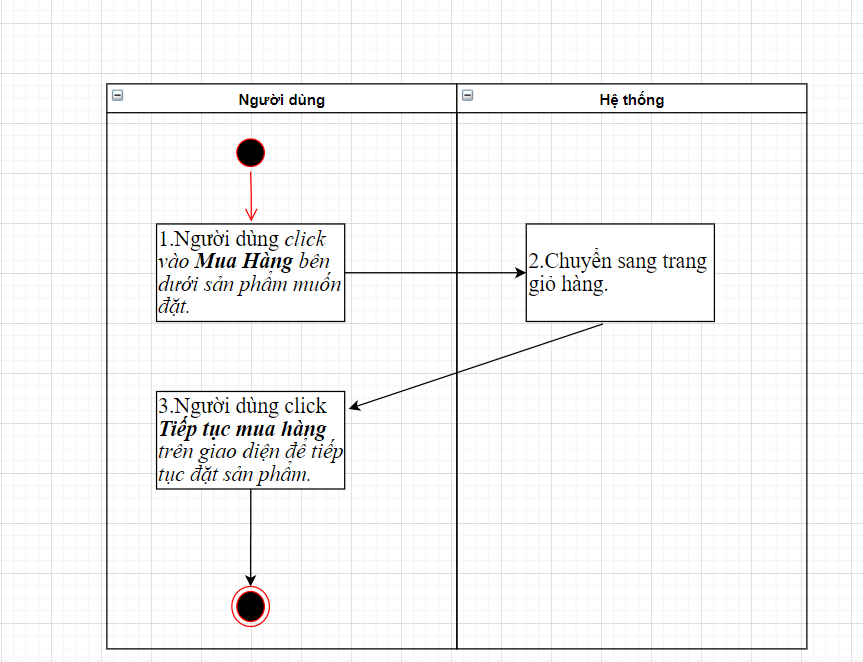 Người dùng
Hệ thống
1.Người dùng click
vào Mua Hàng bên
dưới sản phẩm muốn
đặt.
2.Chuyển sang trang
giỏ hàng.
3.Người dùng click
Tiếp tục mua hàng
trên giao diện để tiếp
tục đặt sản phẩm.